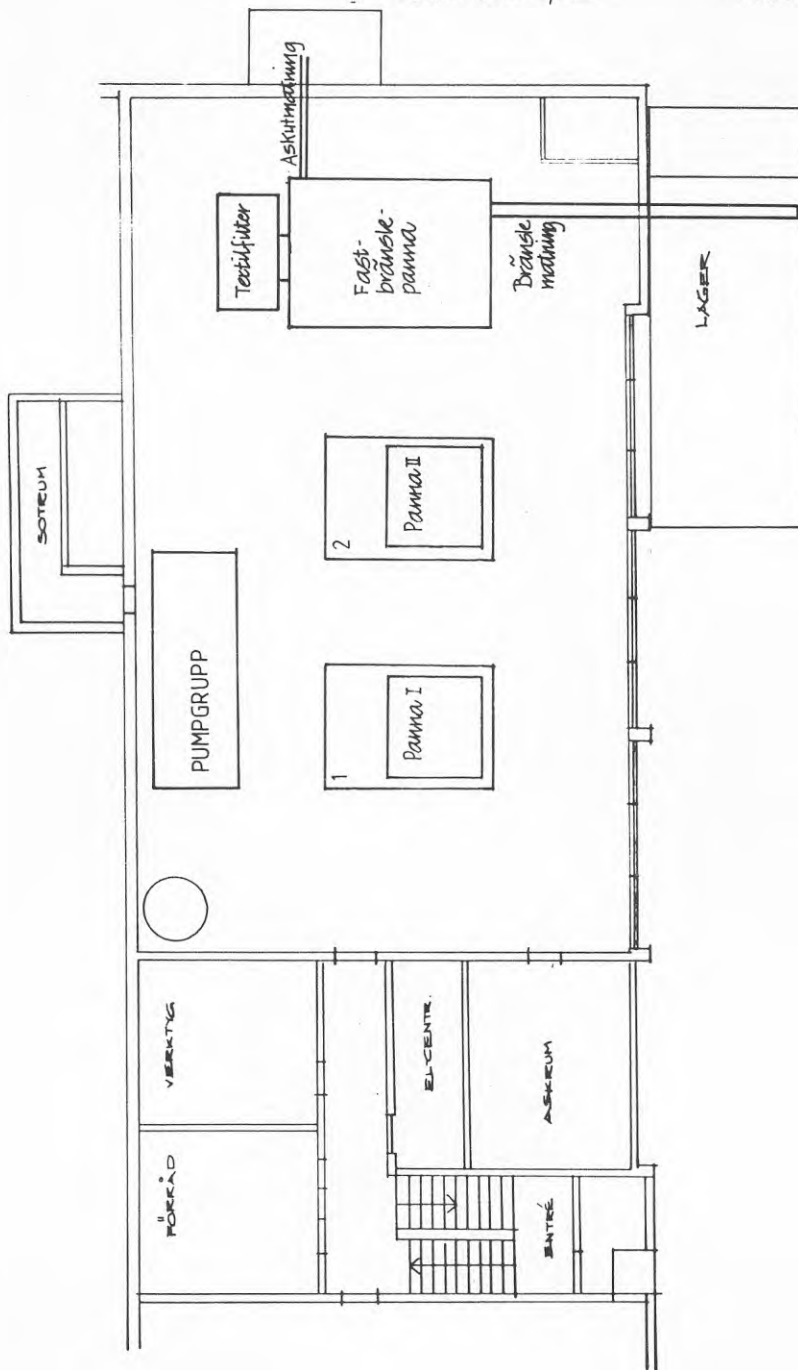 FÖRRÅD
VERKTYG
PUMPGRUPP
SOTRUM
Textilfilter
Askutmatning
Fast-
bränsle-
panna
Bränsle
matning
1
Panna I
2
Panna II
EL-CENTR.
ASKRUM
ENTRÉ
LAGER